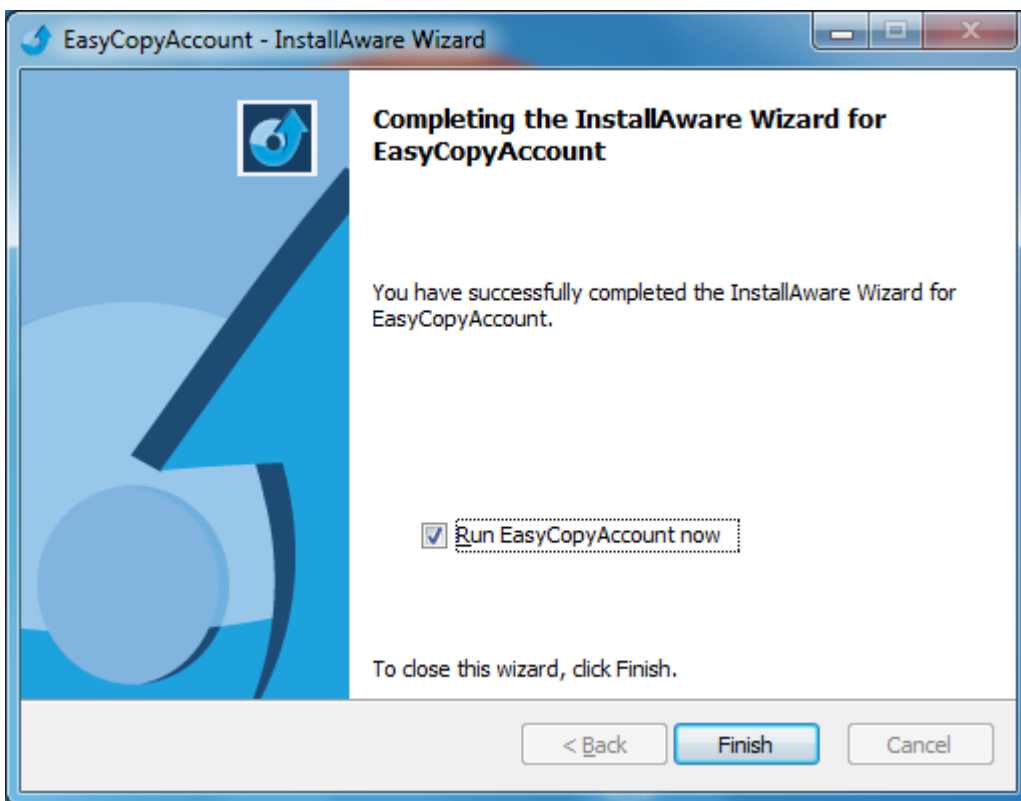 EasyCopyAccount - InstallAware Wizard
Completing the InstallAware Wizard for
EasyCopyAccount
You have successfully completed the InstallAware Wizard for
EasyCopyAccount.
Run EasyCopyAccount now
To close this wizard, click Finish.
< Back Finish Cancel